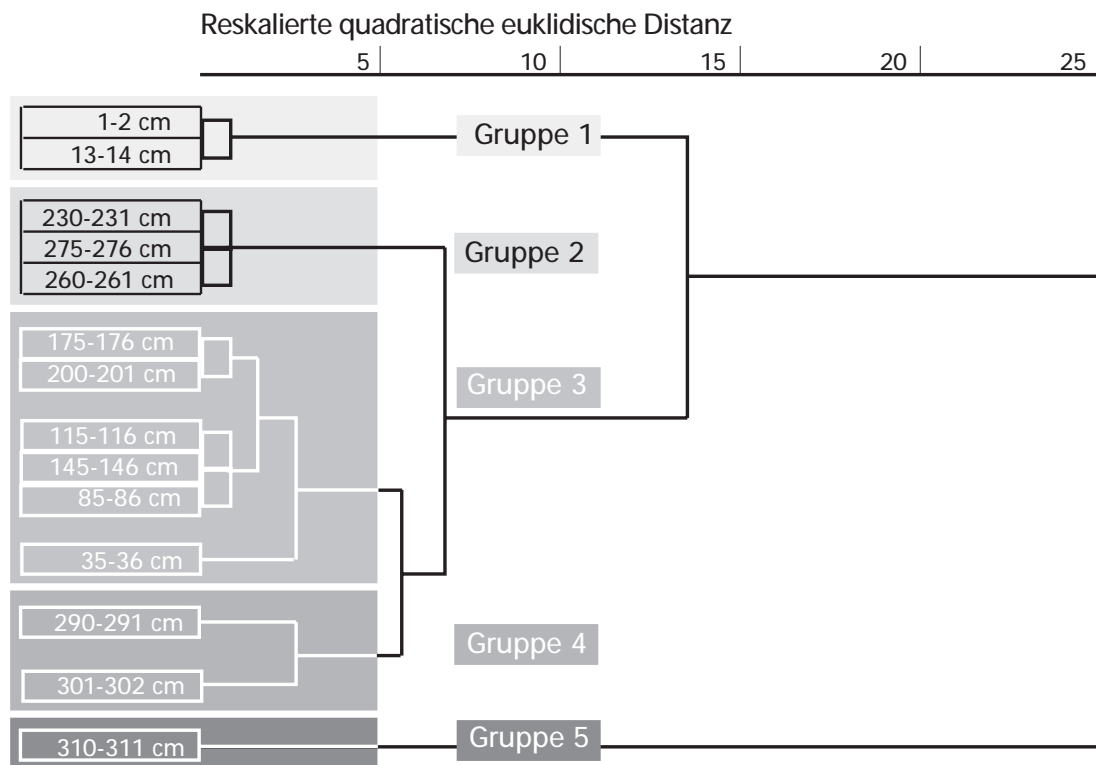 Reskalierte quadratische euklidische Distanz
5 10 15 20 25
1-2 cm
Gruppe 1
13-14 cm
230-231 cm
275-276 cm
Gruppe 2
260-261 cm
175-176 cm
200-201 cm
Gruppe 3
115-116 cm
145-146 cm
85-86 cm
35-36 cm
290-291 cm
Gruppe 4
301-302 cm
310-311 cm
Gruppe 5